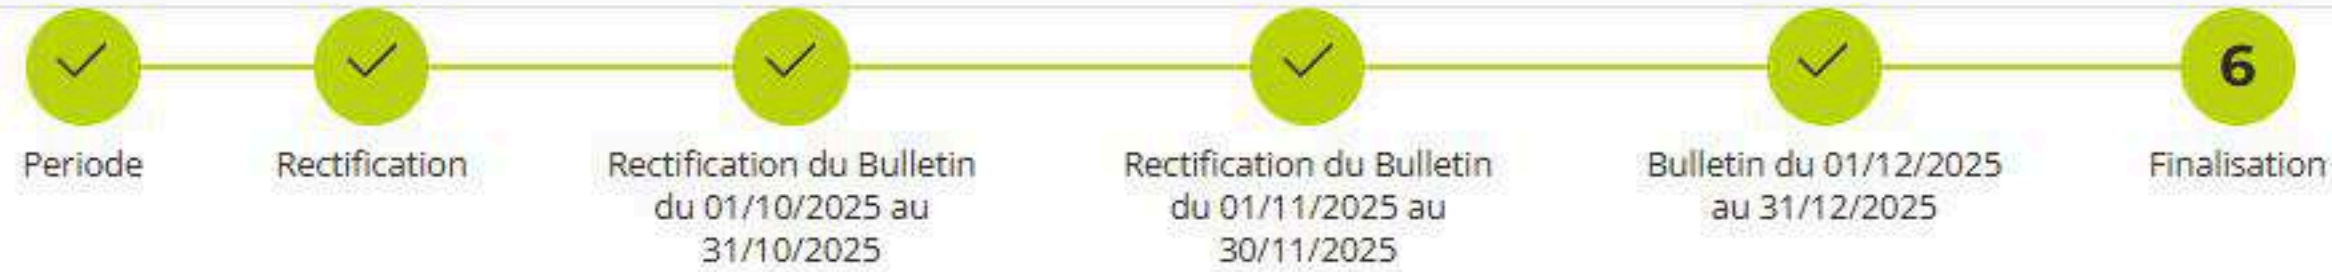 6
Periode
Rectification
Rectification du Bulletin
du 01/10/2025 au
31/10/2025
Rectification du Bulletin
du 01/11/2025 au
30/11/2025
Bulletin du 01/12/2025
au 31/12/2025
Finalisation